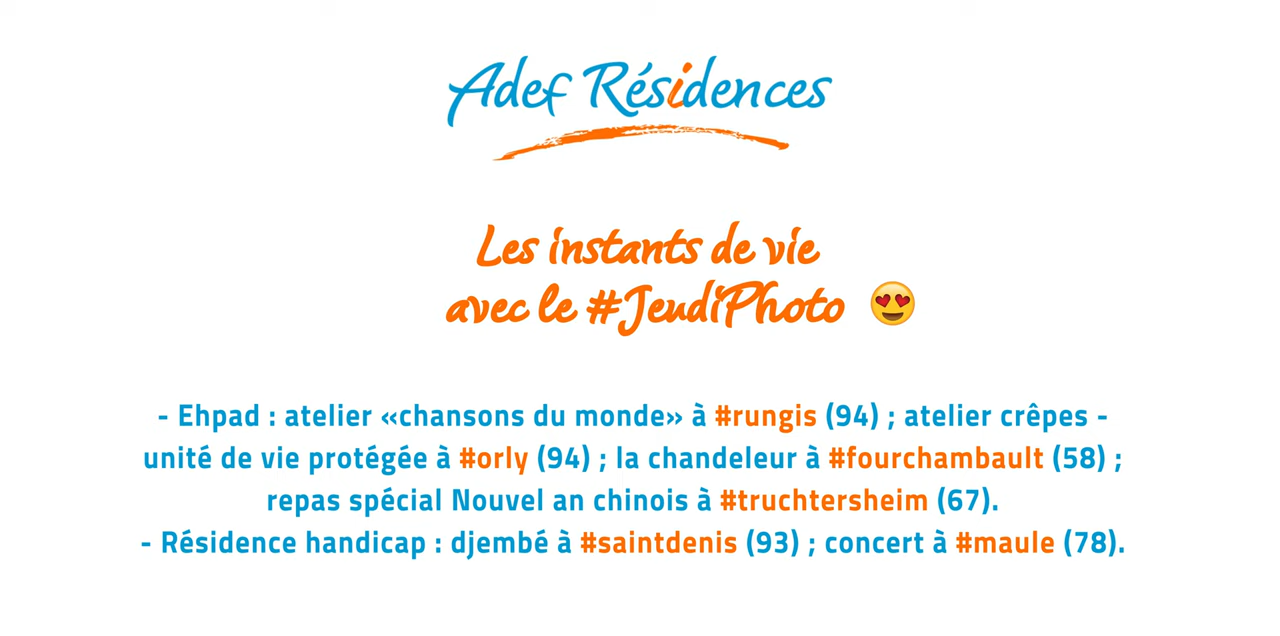 Adef Résidences
Les instants de vie
avec le #JeudiPhoto 😍
- Ehpad : atelier «chansons du monde» à #rungis (94) ; atelier crêpes -
unité de vie protégée à #orly (94) ; la chandeleur à #fourchambault (58) ;
repas spécial Nouvel an chinois à #truchtersheim (67).
- Résidence handicap : djembé à #saintdenis (93) ; concert à #maule (78).